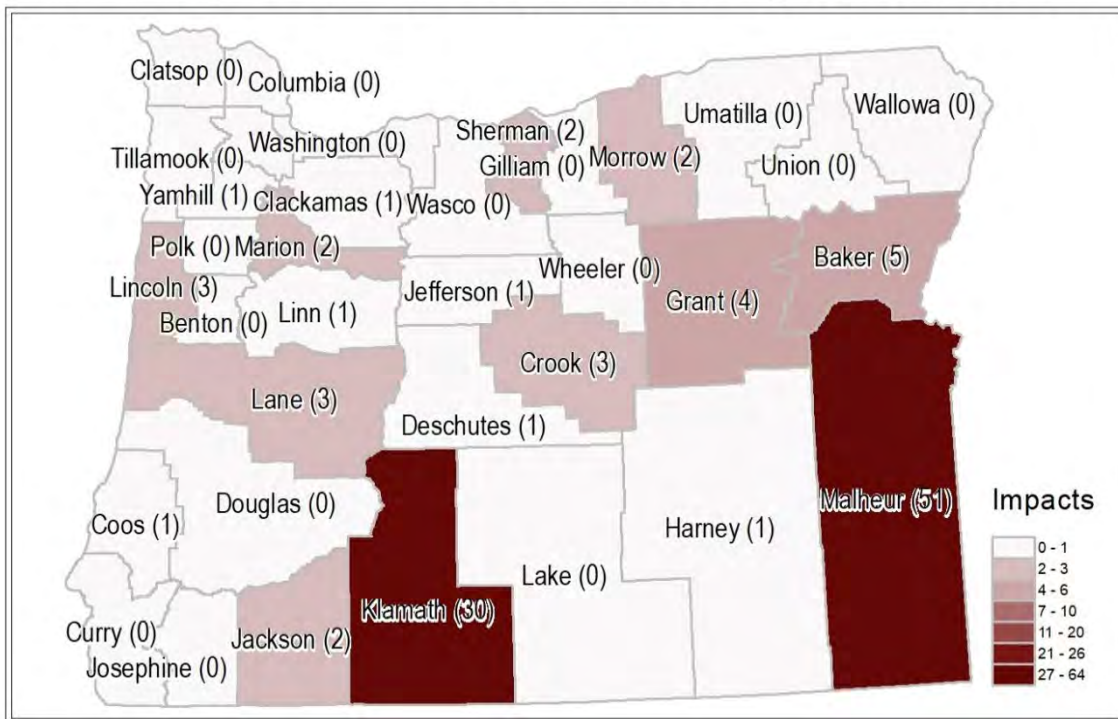 Clatsop (0)
Columbia (0)
Washington (0)
Tillamook (0)
Yamhill (1)
Clackamas (1)
Sherman (2)
Gilliam (0)
Wasco (0)
Morrow (2)
Umatilla (0)
Union (0)
Wallowa (0)
Polk (0)
Marion (2)
Lincoln (3)
Benton (0)
Linn (1)
Jefferson (1)
Wheeler (0)
Grant (4)
Baker (5)
Lane (3)
Crook (3)
Deschutes (1)
Douglas (0)
Coos (1)
Curry (0)
Josephine (0)
Jackson (2)
Klamath (30)
Lake (0)
Harney (1)
Malheur (51)
Impacts
0 - 1
2 - 3
4 - 6
7 - 10
11 - 20
21 - 26
27 - 64